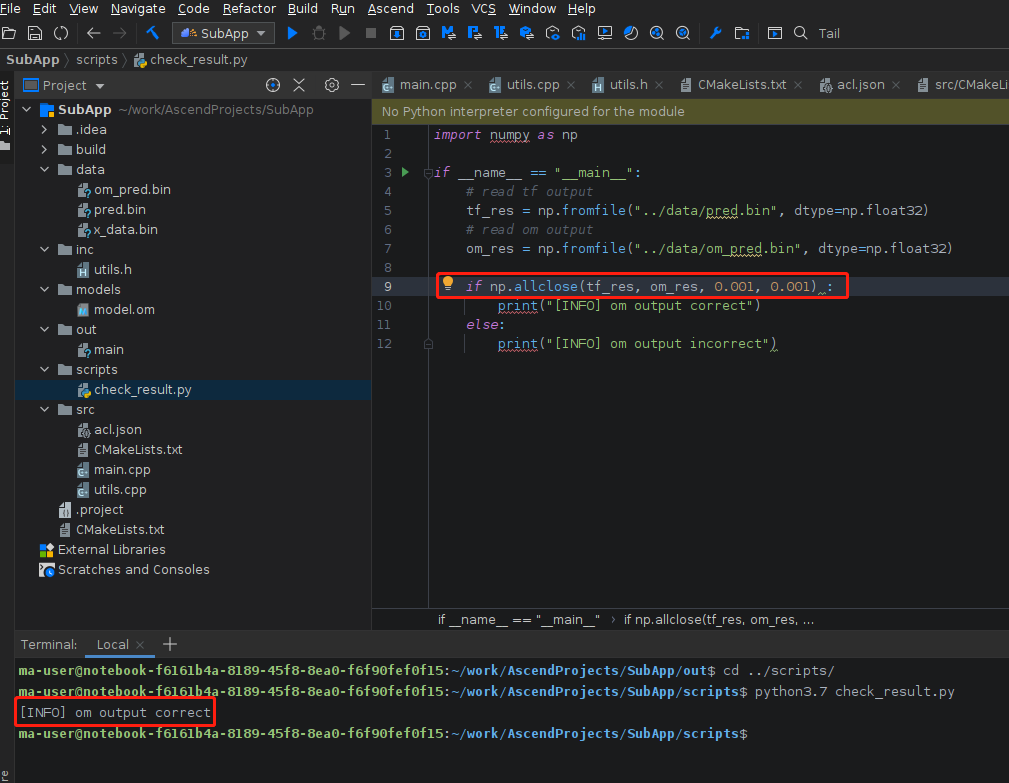 File Edit View Navigate Code Refactor Build Run Ascend Tools VCS Window Help
SubApp Tail
SubApp scripts check_result.py
1: Project
Project
main.cpp utils.cpp utils.h CMakeLists.txt acl.json src/CMakeLi
SubApp ~/work/AscendProjects/SubApp
.idea
build
data
om_pred.bin
pred.bin
x_data.bin
inc
utils.h
models
model.om
out
main
scripts
check_result.py
src
acl.json
CMakeLists.txt
main.cpp
utils.cpp
.project
CMakeLists.txt
External Libraries
Scratches and Consoles
No Python interpreter configured for the module
1 import numpy as np
2
3 if __name__ == "__main__":
4 # read tf output
5 tf_res = np.fromfile("../data/pred.bin", dtype=np.float32)
6 # read om output
7 om_res = np.fromfile("../data/om_pred.bin", dtype=np.float32)
8
9 if np.allclose(tf_res, om_res, 0.001, 0.001) :
10 print("[INFO] om output correct")
11 else:
12 print("[INFO] om output incorrect")
if __name__ == "__main__" › if np.allclose(tf_res, om_res, ...
Terminal: Local
ma-user@notebook-f6161b4a-8189-45f8-8ea0-f6f90fef0f15:~/work/AscendProjects/SubApp/out$ cd ../scripts/
ma-user@notebook-f6161b4a-8189-45f8-8ea0-f6f90fef0f15:~/work/AscendProjects/SubApp/scripts$ python3.7 check_result.py
[INFO] om output correct
ma-user@notebook-f6161b4a-8189-45f8-8ea0-f6f90fef0f15:~/work/AscendProjects/SubApp/scripts$